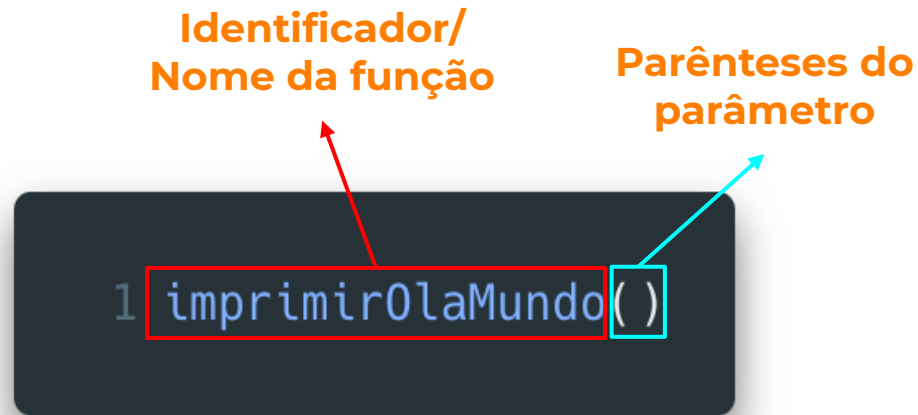 Identificador/
Nome da função
Parênteses do
parâmetro
1 imprimirOlaMundo()